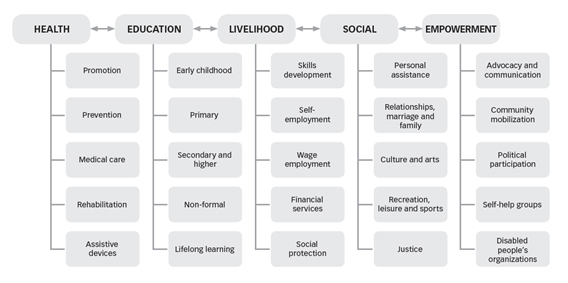 HEALTH
EDUCATION
LIVELIHOOD
SOCIAL
EMPOWERMENT
Promotion
Early childhood
Skills
development
Personal
assistance
Advocacy and
communication
Prevention
Primary
Self-
employment
Relationships,
marriage and
family
Community
mobilization
Medical care
Secondary and
higher
Wage
employment
Culture and arts
Political
participation
Rehabilitation
Non-formal
Financial
services
Recreation,
leisure and sports
Self-help groups
Assistive
devices
Lifelong learning
Social
protection
Justice
Disabled
people's
organizations